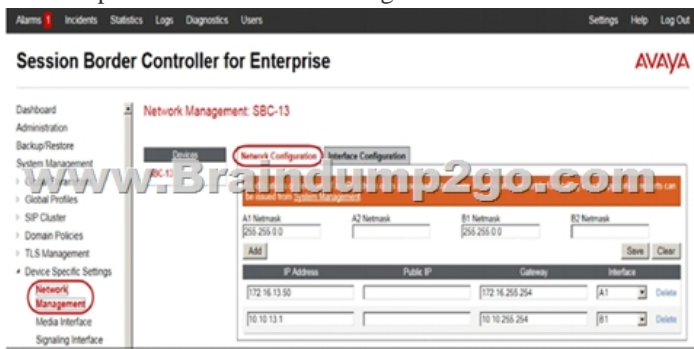 Alarms 1 Incidents Statistics Logs Diagnostics Users Settings Help Log Out
Session Border Controller for Enterprise
AVAYA
Dashboard
Administration
Backup/Restore
System Management
Global Profiles
SIP Cluster
Domain Policies
TLS Management
Device Specific Settings
Network
Management
Media Interface
Signaling Interface
Network Management: SBC-13
Devices
SBC-13
Network Configuration Interface Configuration
www.Braindump2go.com
be issued from System Management.
A1 Netmask A2 Netmask B1 Netmask B2 Netmask
255.255.0.0 255.255.0.0
Add Save Clear
IP Address Public IP Gateway Interface
172.16.13.50 172.16.255.254 A1 Delete
10.10.13.1 10.10.255.254 B1 Delete